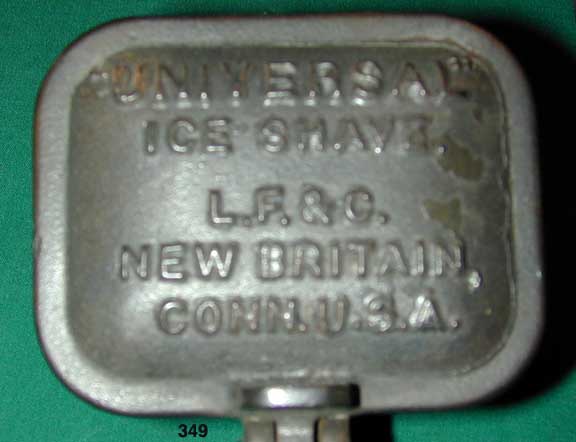 "UNIVERSAL"
ICE SHAVE.
L.F. & C.
NEW BRITAIN,
CONN. U.S.A.
349